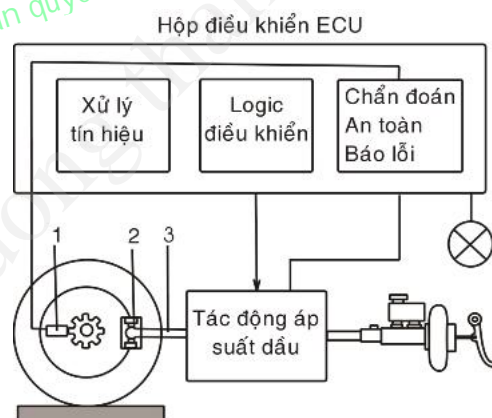 Hộp điều khiển ECU
Xử lý
tín hiệu
Logic
điều khiển
Chẩn đoán
An toàn
Báo lỗi
1 2 3
Tác động áp
suất dầu